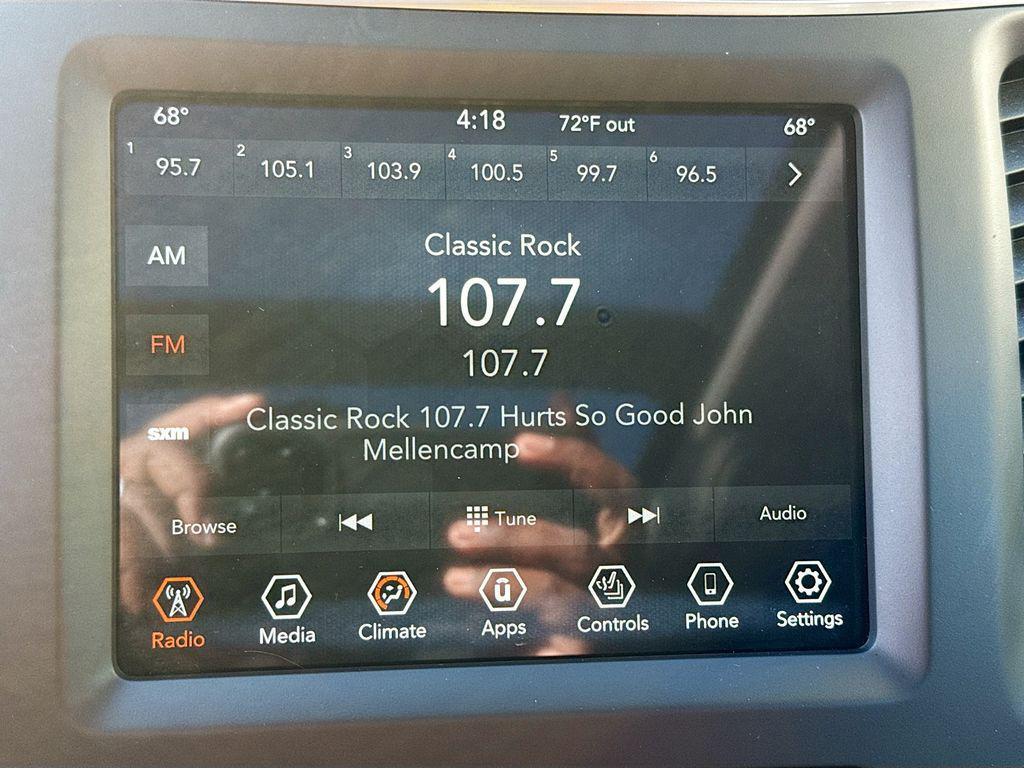 68° 4:18 72°F out 68°
1 95.7 2 105.1 3 103.9 4 100.5 5 99.7 6 96.5
AM
Classic Rock
107.7
FM
107.7
Classic Rock 107.7 Hurts So Good John
Mellencamp
sxm
Browse Tune Audio
ū
Radio Media Climate Apps Controls Phone Settings